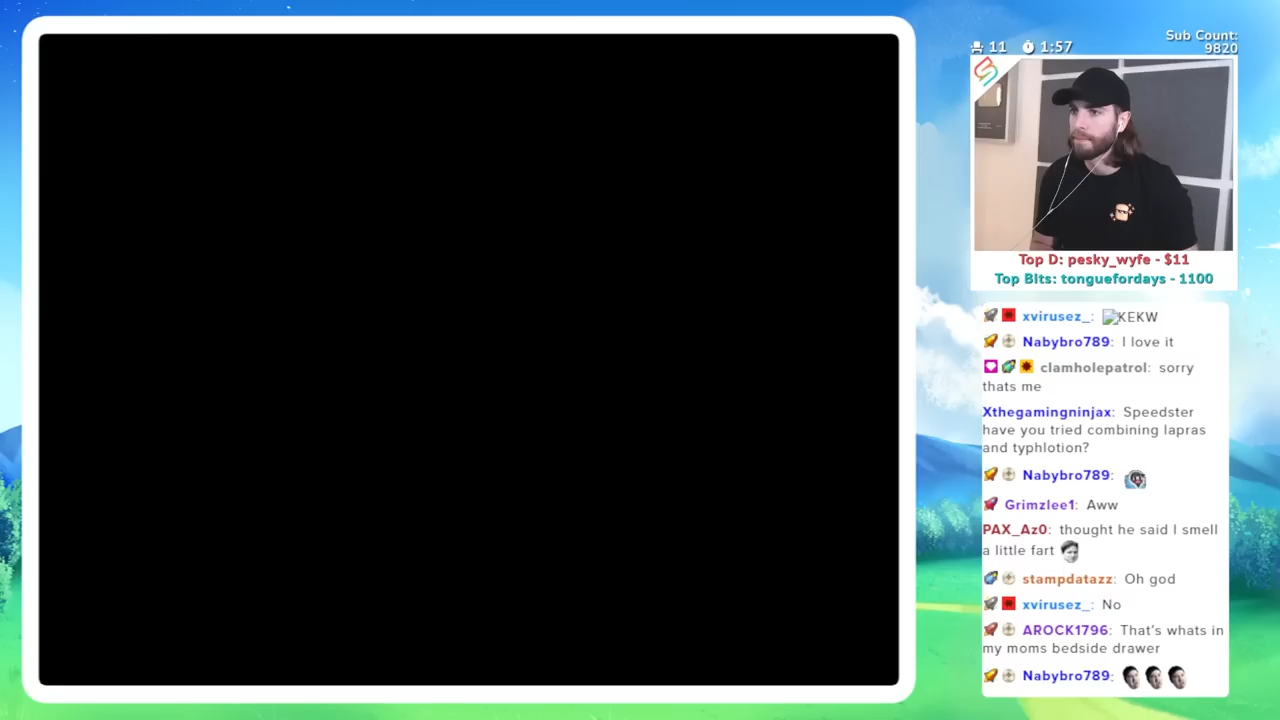 11 1:57
Sub Count:
9820
Top D: pesky_wyfe - $11
Top Bits: tonguefordays - 1100
xvirusez_: KEKW
Nabybro789: I love it
clamholepatrol: sorry
thats me
Xthegamingninjax: Speedster
have you tried combining lapras
and typhlotion?
Nabybro789:
Grimzlee1: Aww
PAX_Az0: thought he said I smell
a little fart
stampdatazz: Oh god
xvirusez_: No
AROCK1796: That's whats in
my moms bedside drawer
Nabybro789: